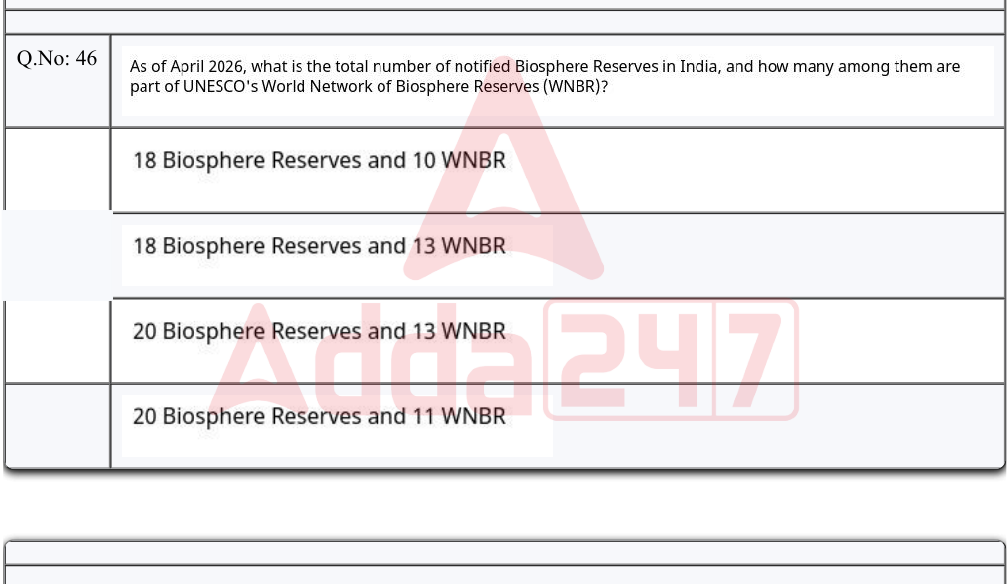 Q.No: 46
As of April 2026, what is the total number of notified Biosphere Reserves in India, and how many among them are
part of UNESCO's World Network of Biosphere Reserves (WNBR)?
18 Biosphere Reserves and 10 WNBR
18 Biosphere Reserves and 13 WNBR
20 Biosphere Reserves and 13 WNBR
20 Biosphere Reserves and 11 WNBR
Adda247